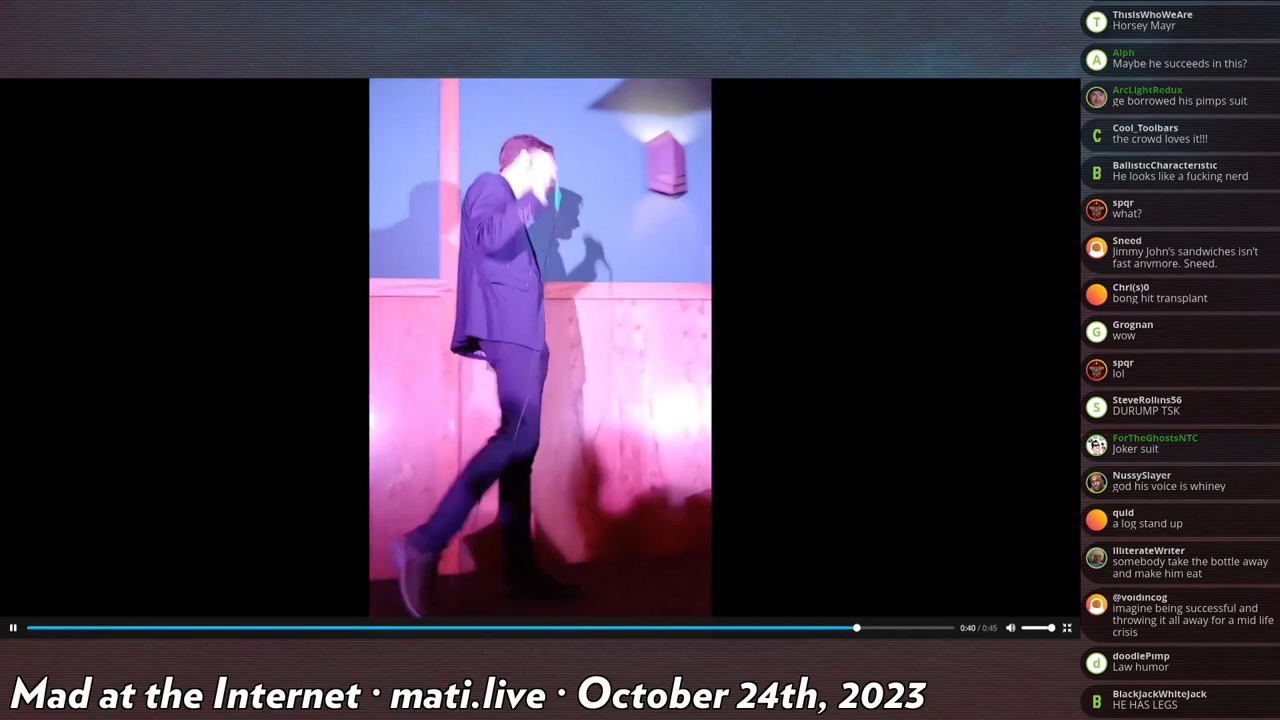 ThisIsWhoWeAre
Horsey Mayr
Alph
Maybe he succeeds in this?
ArcLightRedux
ge borrowed his pimps suit
Cool_Toolbars
the crowd loves it!!!
BallisticCharacteristic
He looks like a fucking nerd
spqr
what?
Sneed
Jimmy John’s sandwiches isn’t
fast anymore. Sneed.
Chri(s)0
bong hit transplant
Grognan
wow
spqr
lol
SteveRollins56
DURUMP TSK
ForTheGhostsNTC
Joker suit
NussySlayer
god his voice is whiney
quid
a log stand up
IlliterateWriter
somebody take the bottle away
and make him eat
@voidincog
imagine being successful and
throwing it all away for a mid life
crisis
doodlePimp
Law humor
BlackJackWhiteJack
HE HAS LEGS
0:40 / 0:45
Mad at the Internet · mati.live · October 24th, 2023